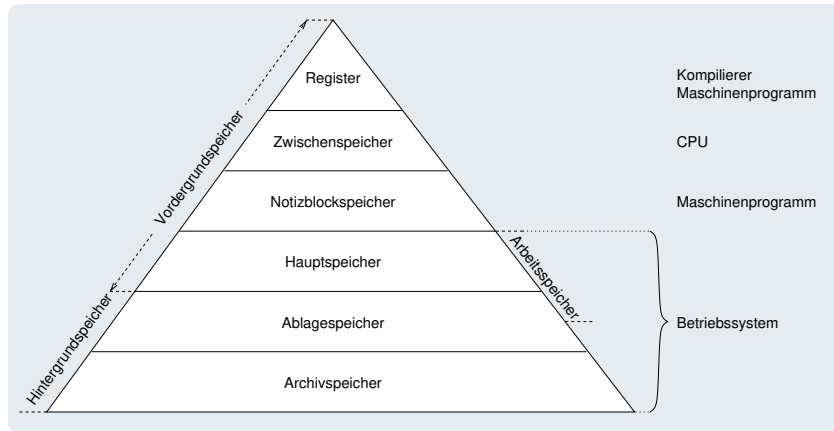 Register
Kompilierer
Maschinenprogramm
Zwischenspeicher
CPU
Vordergrundspeicher
Notizblockspeicher
Maschinenprogramm
Hauptspeicher
Arbeitsspeicher
Hintergrundspeicher
Ablagespeicher
Betriebssystem
Archivspeicher